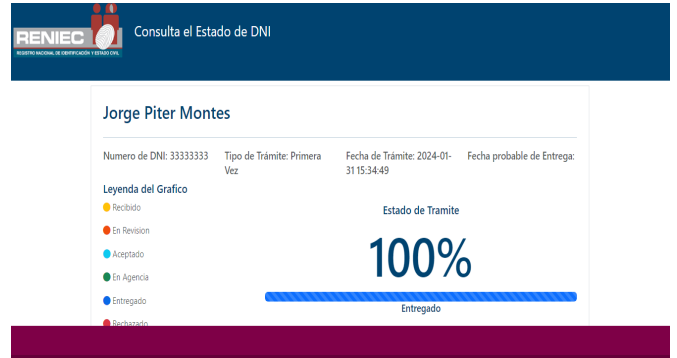 RENIEC
REGISTRO NACIONAL DE IDENTIFICACIÓN Y ESTADO CIVIL
Consulta el Estado de DNI
Jorge Piter Montes
Numero de DNI: 33333333
Tipo de Trámite: Primera
Vez
Fecha de Trámite: 2024-01-
31 15:34:49
Fecha probable de Entrega:
Leyenda del Grafico
Recibido
En Revision
Aceptado
En Agencia
Entregado
Rechazado
Estado de Tramite
100%
Entregado